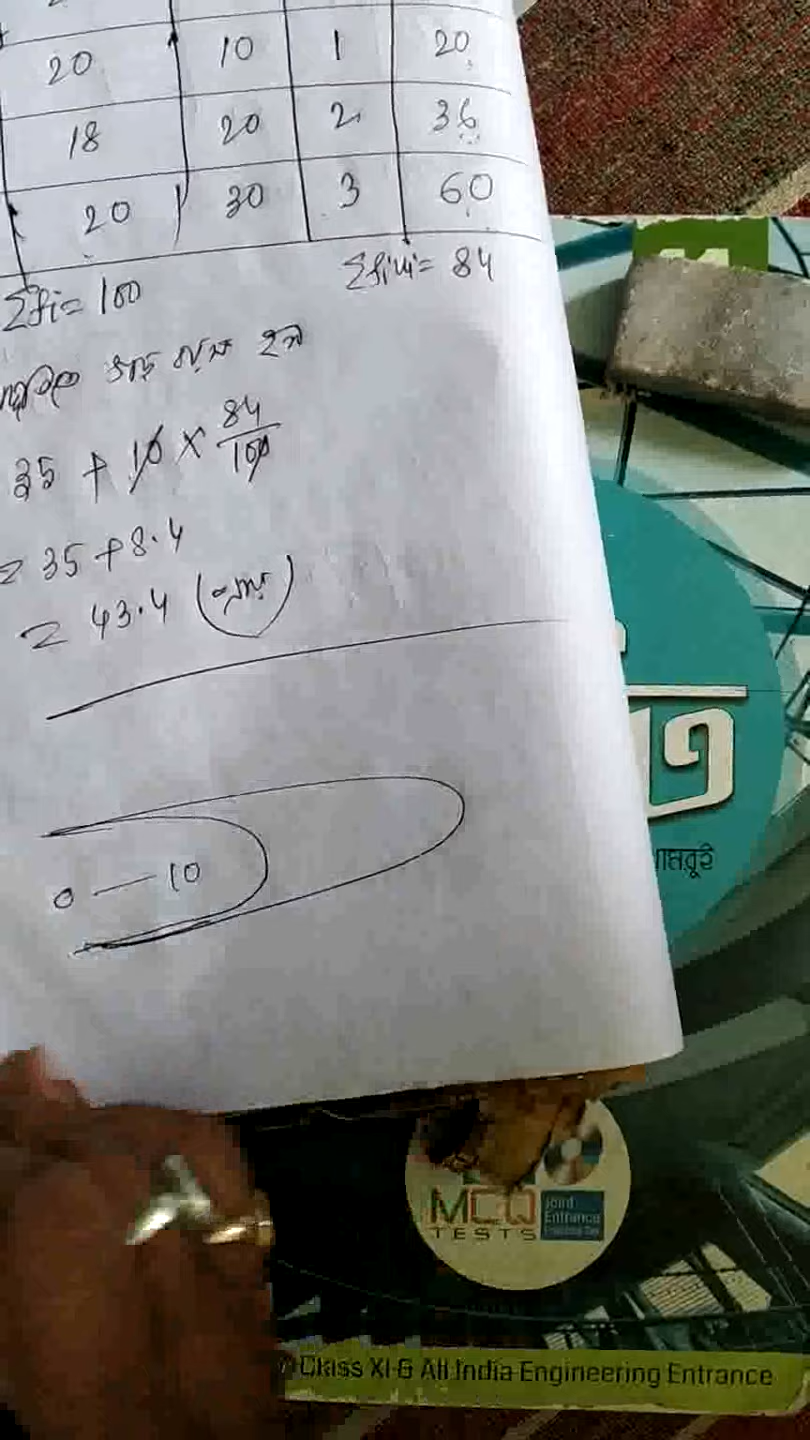 20 10 1 20
18 20 2 36
20 30 3 60
Σfi = 100 Σfiui = 84
35 + 10 × 84/100
= 35 + 8.4
= 43.4
0 — 10
11
MCQ
TESTS
Joint
Entrance
Class XI & All India Engineering Entrance